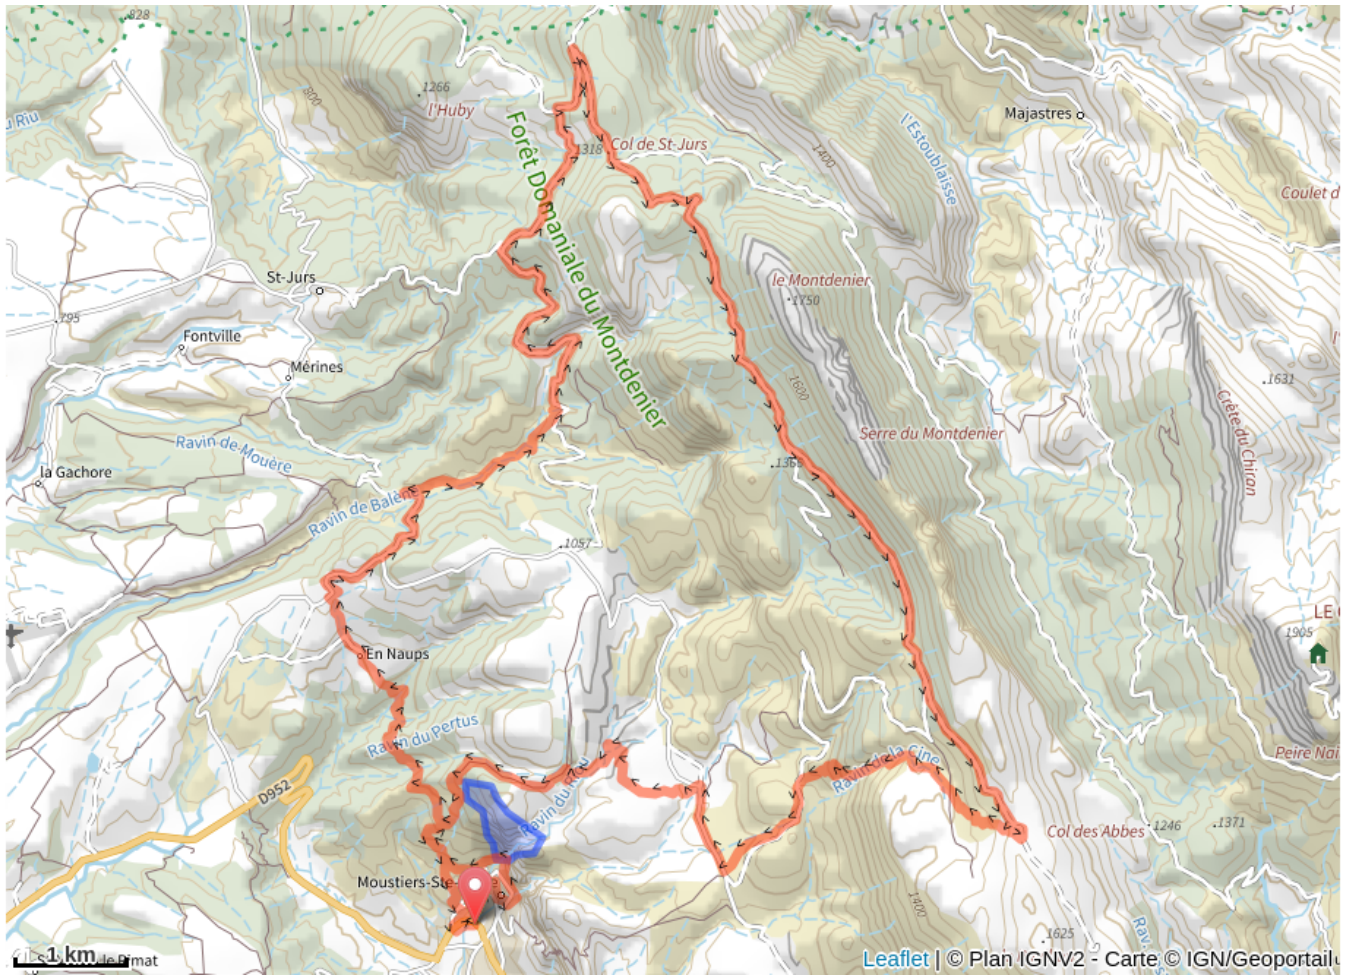 828
1266
l'Huby
800
Riu
1318
Col de St-Jurs
1400
l'Estoublaisse
Majastres
Coulet d
Forêt Domaniale du Montdenier
St-Jurs
795
Fontville
Mérines
le Montdenier
1750
1600
1631
Crête du Chiran
Serre du Montdenier
Ravin de Mouère
la Gachore
Ravin de Balène
1057
En Naups
1905
Ravin du Pertus
Ravin de la Cine
Peire Nai
D952
Ravin du
Col des Abbes
1246
1371
Moustiers-Ste-
1400
1625
Rav
1 km
Leaflet | © Plan IGNV2 - Carte © IGN/Geoportail